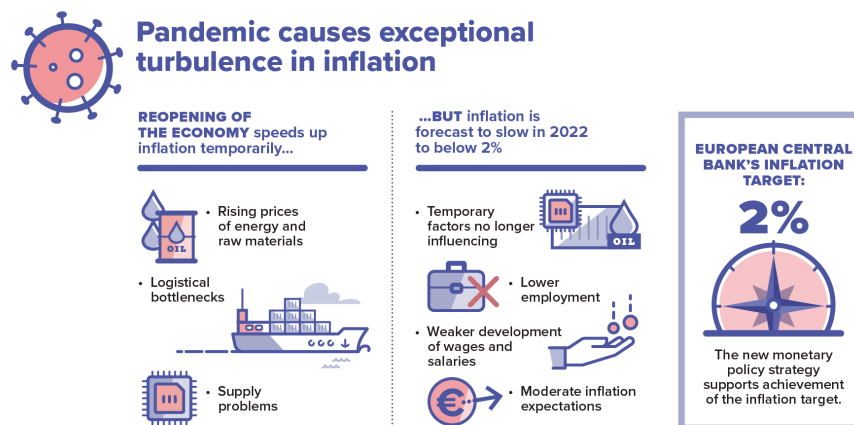 Pandemic causes exceptional
turbulence in inflation
REOPENING OF
THE ECONOMY speeds up
inflation temporarily...
• Rising prices
of energy and
raw materials
OIL
• Logistical
bottlenecks
• Supply
problems
...BUT inflation is
forecast to slow in 2022
to below 2%
• Temporary
factors no longer
influencing
OIL
• Lower
employment
• Weaker development
of wages and
salaries
€
• Moderate inflation
expectations
EUROPEAN CENTRAL
BANK'S INFLATION
TARGET:
2%
The new monetary
policy strategy
supports achievement
of the inflation target.